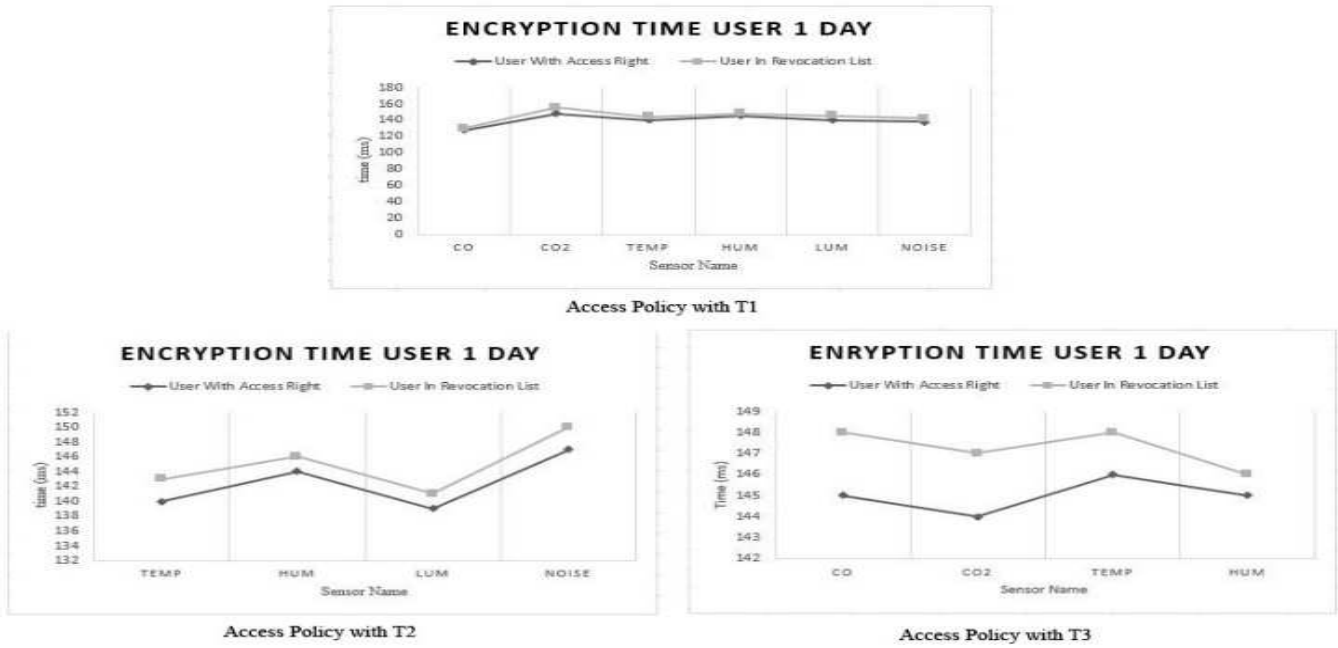 ENCRYPTION TIME USER 1 DAY
User With Access Right User In Revocation List
180
160
140
120
100
80
60
40
20
0
time (ms)
CO CO2 TEMP HUM LUM NOISE
Sensor Name
Access Policy with T1
ENCRYPTION TIME USER 1 DAY
User With Access Right User In Revocation List
152
150
148
146
144
142
140
138
136
134
132
time (ms)
TEMP HUM LUM NOISE
Sensor Name
Access Policy with T2
ENRYPTION TIME USER 1 DAY
User With Access Right User In Revocation List
149
148
147
146
145
144
143
142
Time (ms)
CO CO2 TEMP HUM
Sensor Name
Access Policy with T3